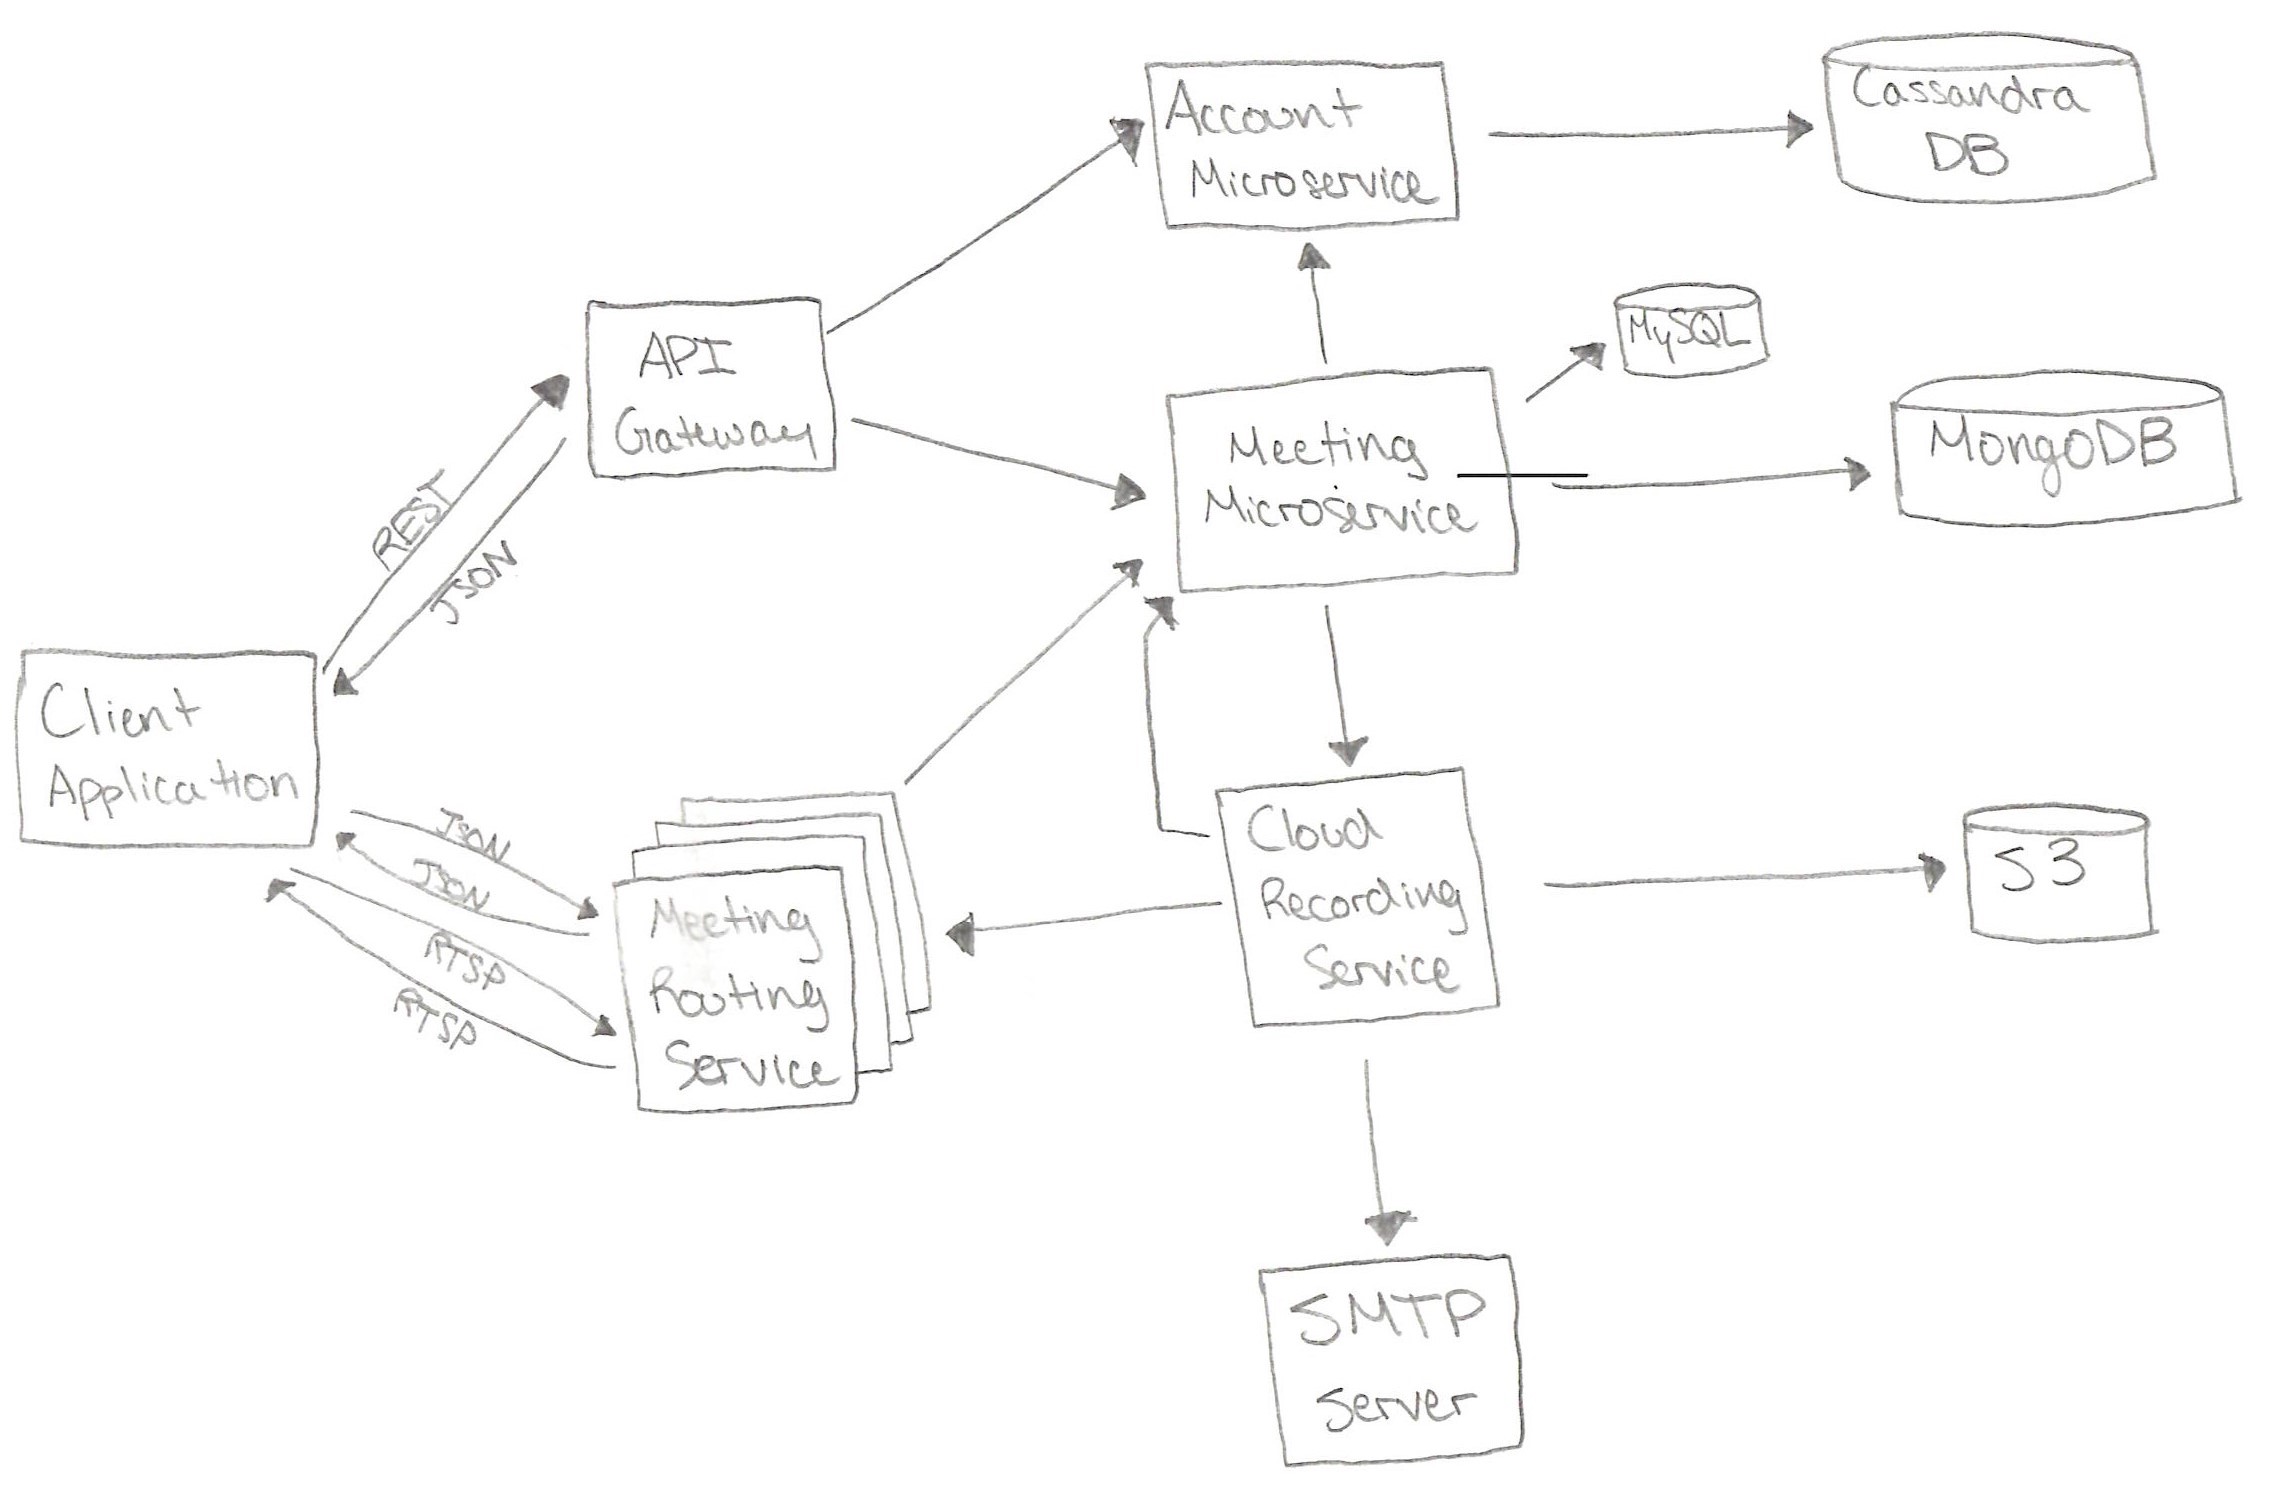 Account
Microservice
Cassandra
DB
API
Gateway
MySQL
Meeting
Microservice
MongoDB
REST
JSON
Client
Application
JSON
JSON
RTSP
RTSP
Meeting
Routing
Service
Cloud
Recording
Service
S3
SMTP
Server